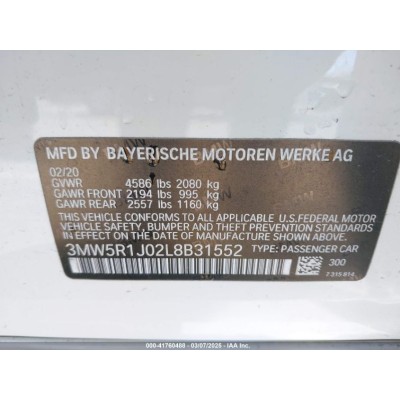 MFD BY BAYERISCHE MOTOREN WERKE AG
02/20
GVWR 4586 lbs 2080 kg
GAWR FRONT 2194 lbs 995 kg
GAWR REAR 2557 lbs 1160 kg
THIS VEHICLE CONFORMS TO ALL APPLICABLE U.S. FEDERAL MOTOR
VEHICLE SAFETY, BUMPER, AND THEFT PREVENTION STANDARDS
IN EFFECT ON THE DATE OF MANUFACTURE SHOWN ABOVE.
3MW5R1J02L8B31552 TYPE: PASSENGER CAR
300
000-41760489 | 03/07/2025 | IAA Inc.